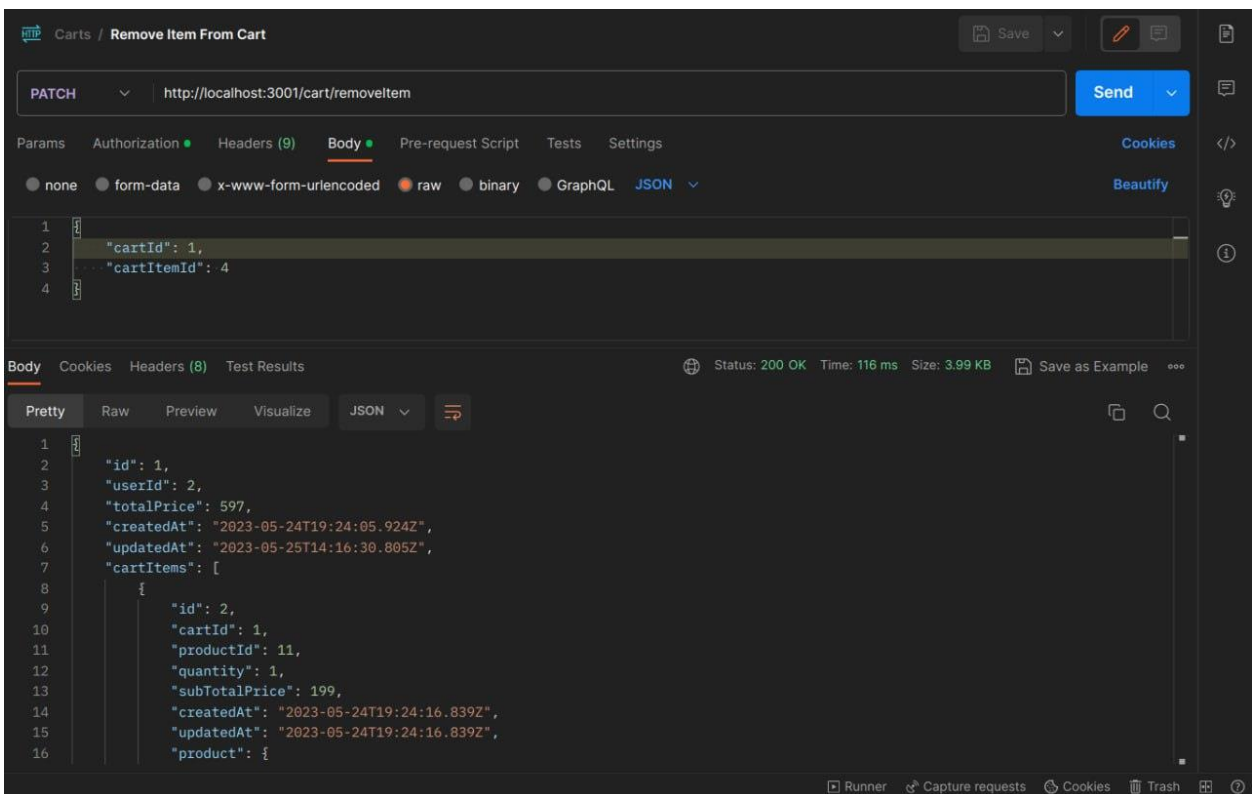 HTTP Carts / Remove Item From Cart Save
PATCH http://localhost:3001/cart/removeItem Send
Params Authorization Headers (9) Body Pre-request Script Tests Settings Cookies
none form-data x-www-form-urlencoded raw binary GraphQL JSON Beautify
1 {
2 "cartId": 1,
3 "cartItemId": 4
4 }
Body Cookies Headers (8) Test Results Status: 200 OK Time: 116 ms Size: 3.99 KB Save as Example
Pretty Raw Preview Visualize JSON
1 {
2 "id": 1,
3 "userId": 2,
4 "totalPrice": 597,
5 "createdAt": "2023-05-24T19:24:05.924Z",
6 "updatedAt": "2023-05-25T14:16:30.805Z",
7 "cartItems": [
8 {
9 "id": 2,
10 "cartId": 1,
11 "productId": 11,
12 "quantity": 1,
13 "subTotalPrice": 199,
14 "createdAt": "2023-05-24T19:24:16.839Z",
15 "updatedAt": "2023-05-24T19:24:16.839Z",
16 "product": {
Runner Capture requests Cookies Trash